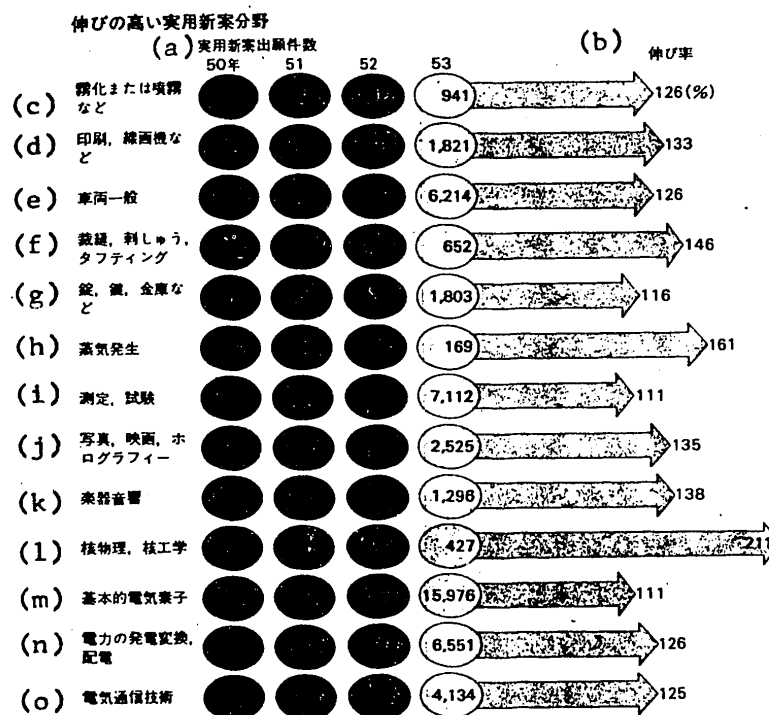 伸びの高い実用新案分野
(a) 実用新案出願件数 (b) 伸び率
50年 51 52 53
(c) 霧化または噴霧など 941 126(%)
(d) 印刷，線画機など 1,821 133
(e) 車両一般 6,214 126
(f) 裁縫，刺しゅう，タフティング 652 146
(g) 錠，鍵，金庫など 1,803 116
(h) 蒸気発生 169 161
(i) 測定，試験 7,112 111
(j) 写真，映画，ホログラフィー 2,525 135
(k) 楽器音響 1,296 138
(l) 核物理，核工学 427 211
(m) 基本的電気素子 15,976 111
(n) 電力の発電変換，配電 6,551 126
(o) 電気通信技術 4,134 125